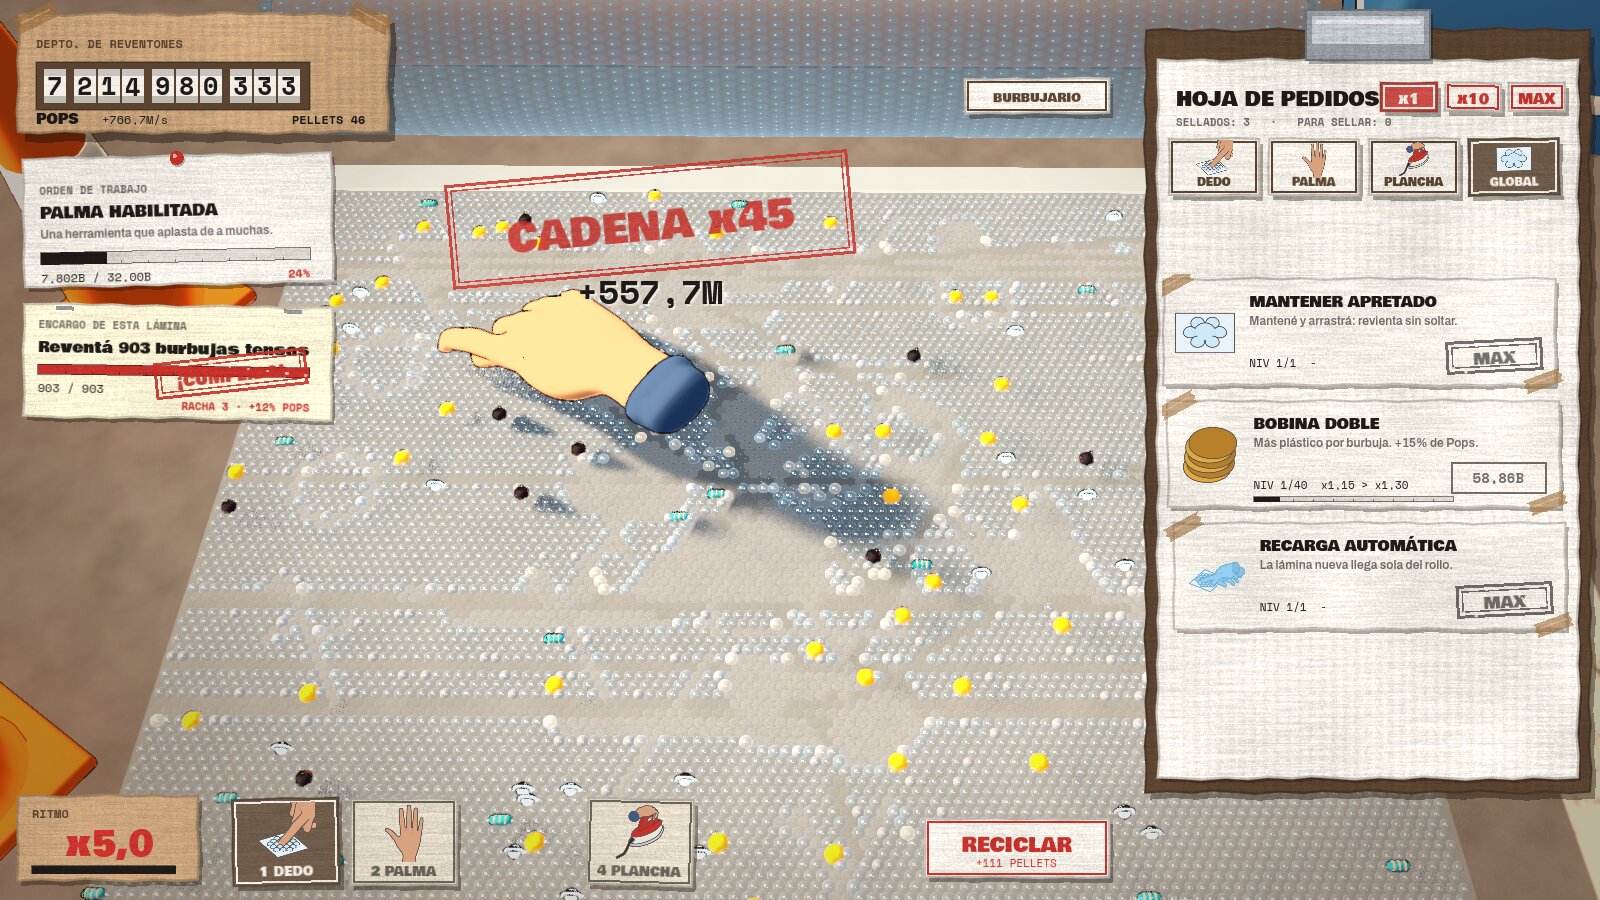 DEPTO. DE REVENTONES
7 214 980 333
POPS +766,7M/s PELLETS 46
ORDEN DE TRABAJO
PALMA HABILITADA
Una herramienta que aplasta de a muchas.
7.802B / 32.00B 24%
ENCARGO DE ESTA LÁMINA
Reventá 903 burbujas tensas
903 / 903
RACHA 3 · +12% POPS
CADENA x45
+557,7M
BURBUJARIO
HOJA DE PEDIDOS
x1 x10 MAX
SELLADOS: 3 · PARA SELLAR: 0
DEDO PALMA PLANCHA GLOBAL
MANTENER APRETADO
Mantené y arrastrá: revienta sin soltar.
NIV 1/1 -
MAX
BOBINA DOBLE
Más plástico por burbuja. +15% de Pops.
NIV 1/40 x1,15 > x1,30
58,86B
RECARGA AUTOMÁTICA
La lámina nueva llega sola del rollo.
NIV 1/1 -
MAX
RITMO
x5,0
1 DEDO
2 PALMA
4 PLANCHA
RECICLAR
+111 PELLETS